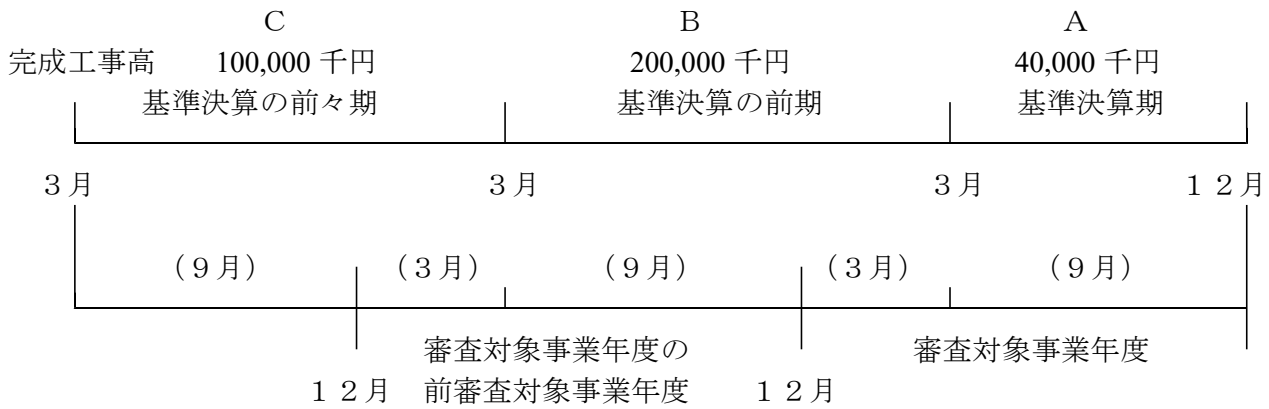 C B A
完成工事高 100,000 千円 200,000 千円 40,000 千円
基準決算の前々期 基準決算の前期 基準決算期
３月 ３月 ３月 １２月
（９月） （３月） （９月） （３月） （９月）
審査対象事業年度の 審査対象事業年度
１２月 前審査対象事業年度 １２月